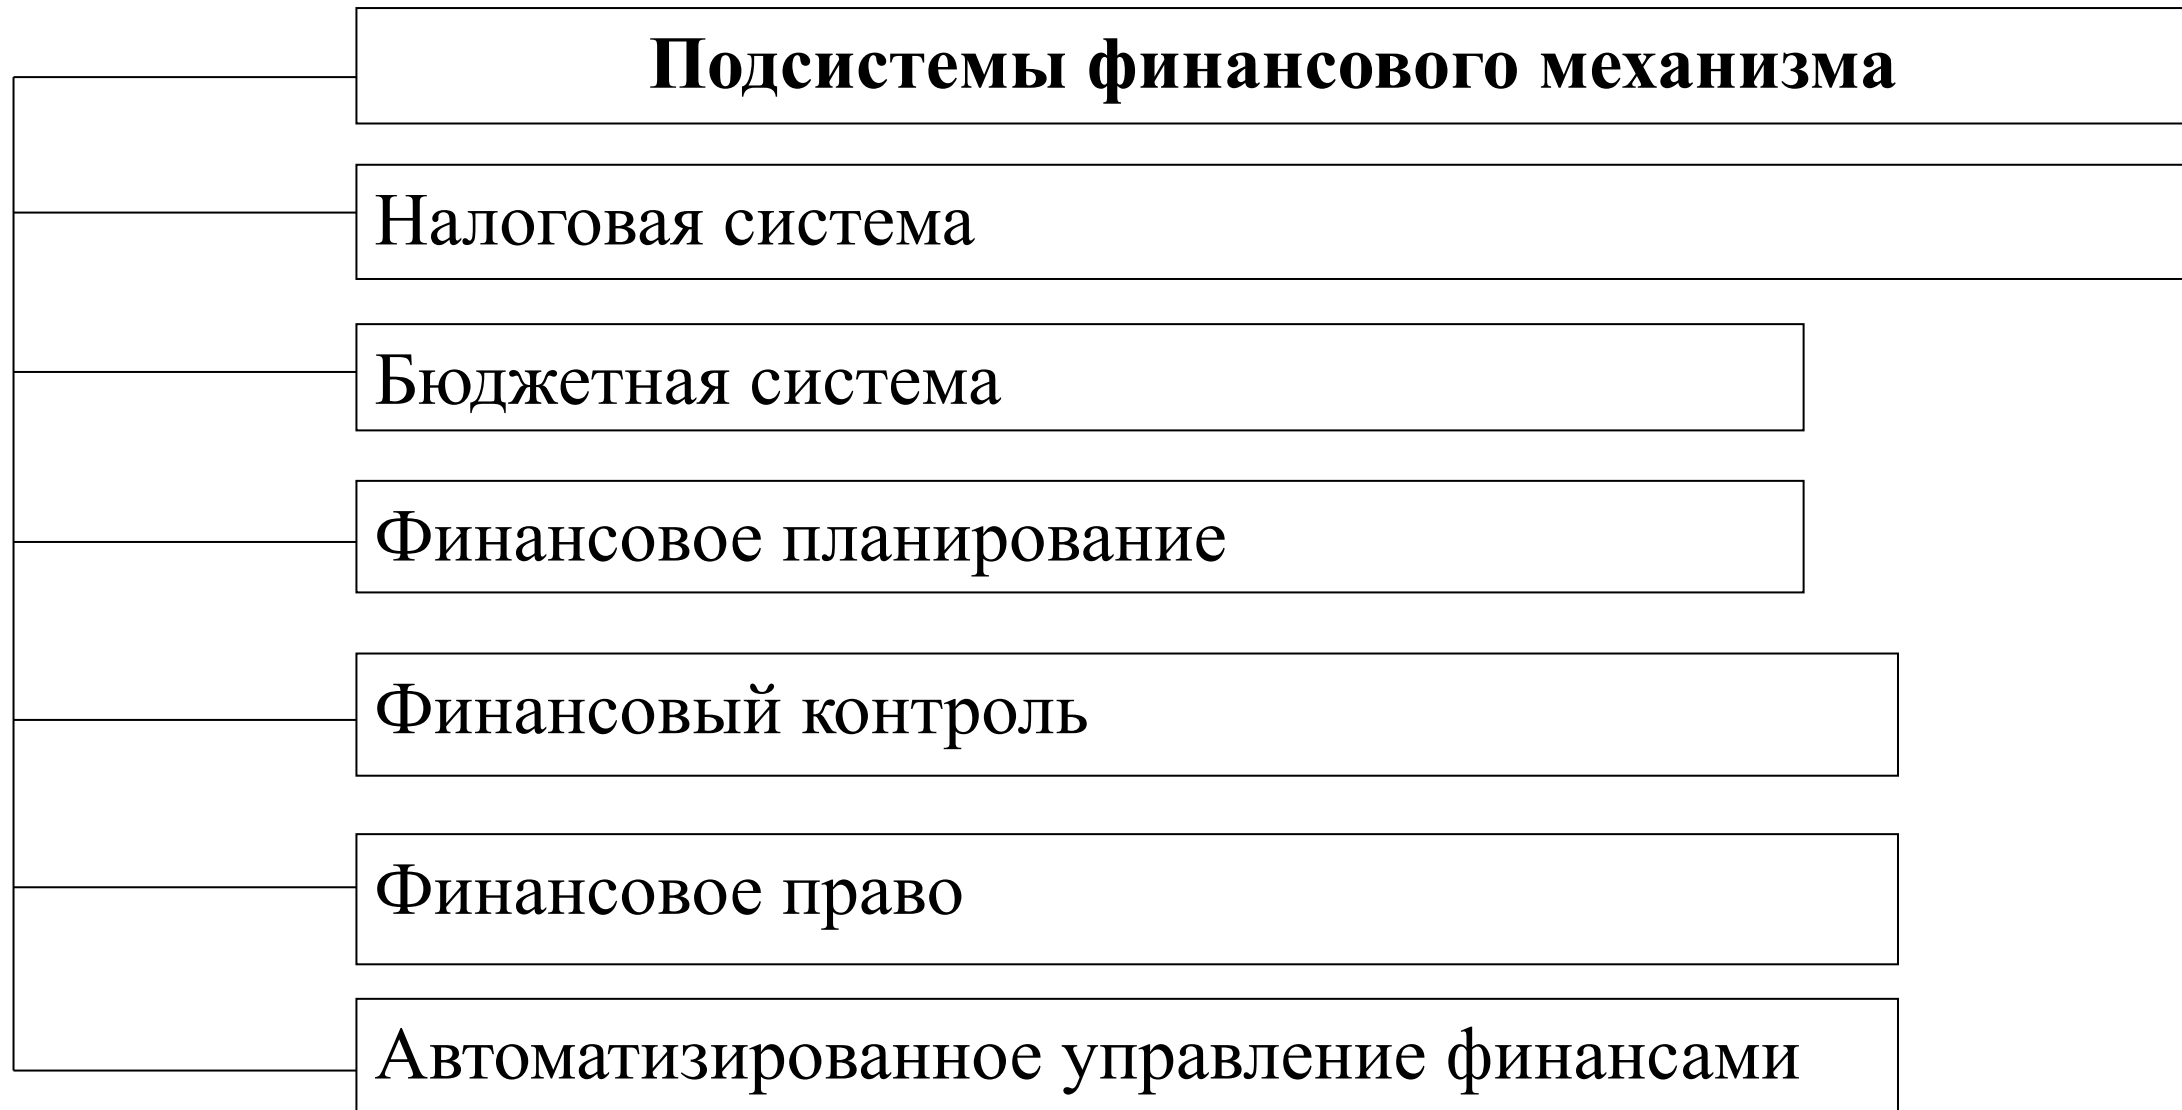 Подсистемы финансового механизма
Налоговая система
Бюджетная система
Финансовое планирование
Финансовый контроль
Финансовое право
Автоматизированное управление финансами